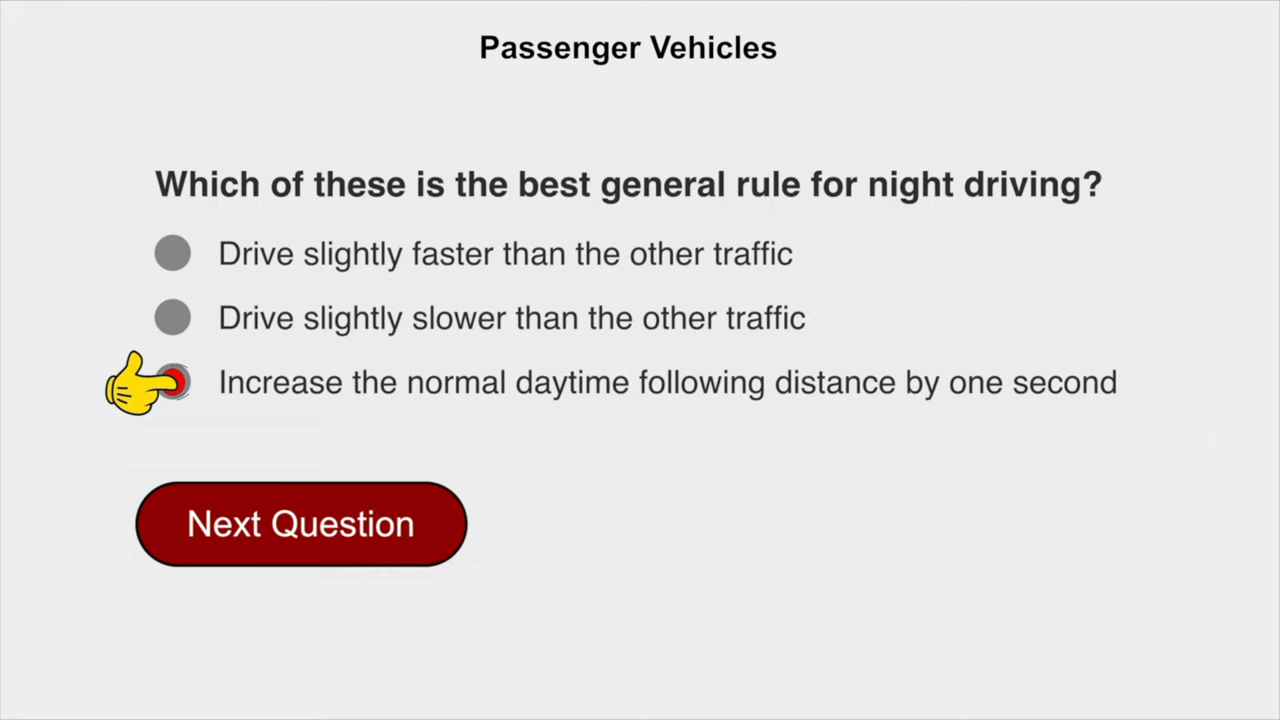 Passenger Vehicles
Which of these is the best general rule for night driving?
Drive slightly faster than the other traffic
Drive slightly slower than the other traffic
Increase the normal daytime following distance by one second
Next Question